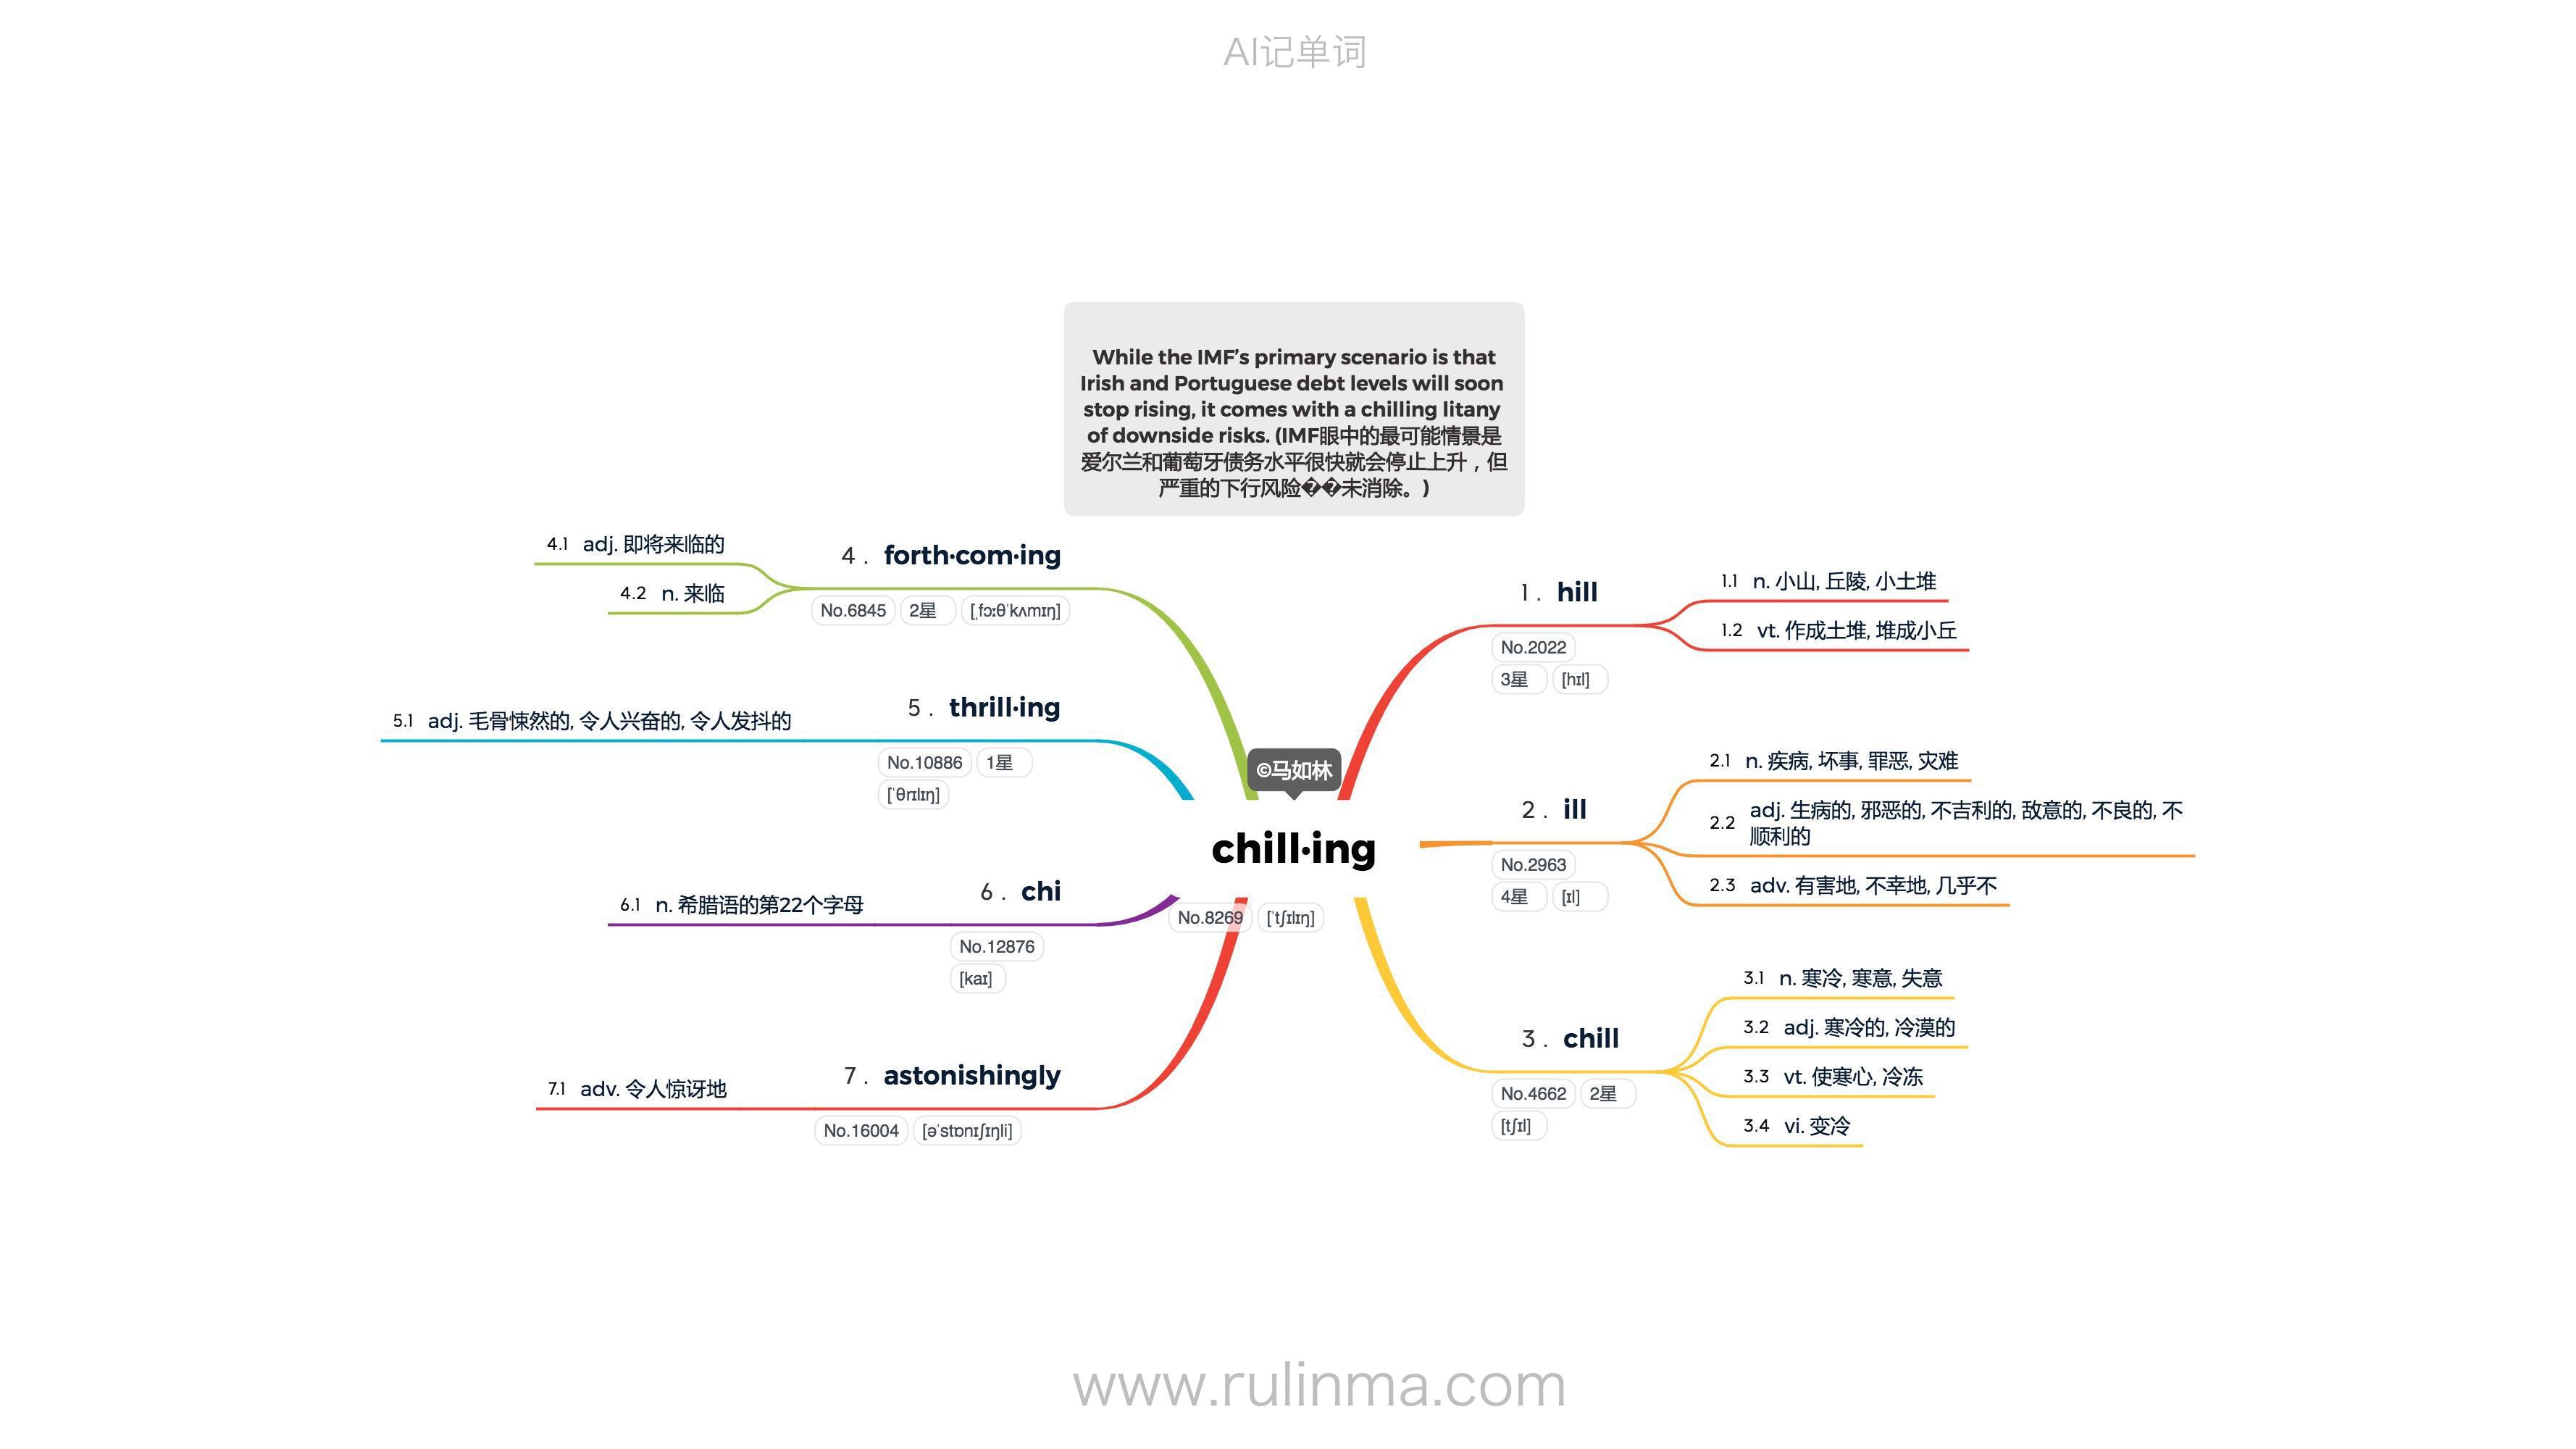 AI记单词
While the IMF’s primary scenario is that
Irish and Portuguese debt levels will soon
stop rising, it comes with a chilling litany
of downside risks. (IMF眼中的最可能情景是
爱尔兰和葡萄牙债务水平很快就会停止上升，但
严重的下行风险��未消除。)
©马如林
chill·ing
No.8269 [ˈtʃɪlɪŋ]
1. hill
No.2022
3星 [hɪl]
1.1 n. 小山, 丘陵, 小土堆
1.2 vt. 作成土堆, 堆成小丘
2. ill
No.2963
4星 [ɪl]
2.1 n. 疾病, 坏事, 罪恶, 灾难
2.2 adj. 生病的, 邪恶的, 不吉利的, 敌意的, 不良的, 不
顺利的
2.3 adv. 有害地, 不幸地, 几乎不
3. chill
No.4662 2星
[tʃɪl]
3.1 n. 寒冷, 寒意, 失意
3.2 adj. 寒冷的, 冷漠的
3.3 vt. 使寒心, 冷冻
3.4 vi. 变冷
4. forth·com·ing
No.6845 2星 [ˌfɔːθˈkʌmɪŋ]
4.1 adj. 即将来临的
4.2 n. 来临
5. thrill·ing
No.10886 1星
[ˈθrɪlɪŋ]
5.1 adj. 毛骨悚然的, 令人兴奋的, 令人发抖的
6. chi
No.12876
[kaɪ]
6.1 n. 希腊语的第22个字母
7. astonishingly
No.16004 [əˈstɒnɪʃɪŋli]
7.1 adv. 令人惊讶地
www.rulinma.com